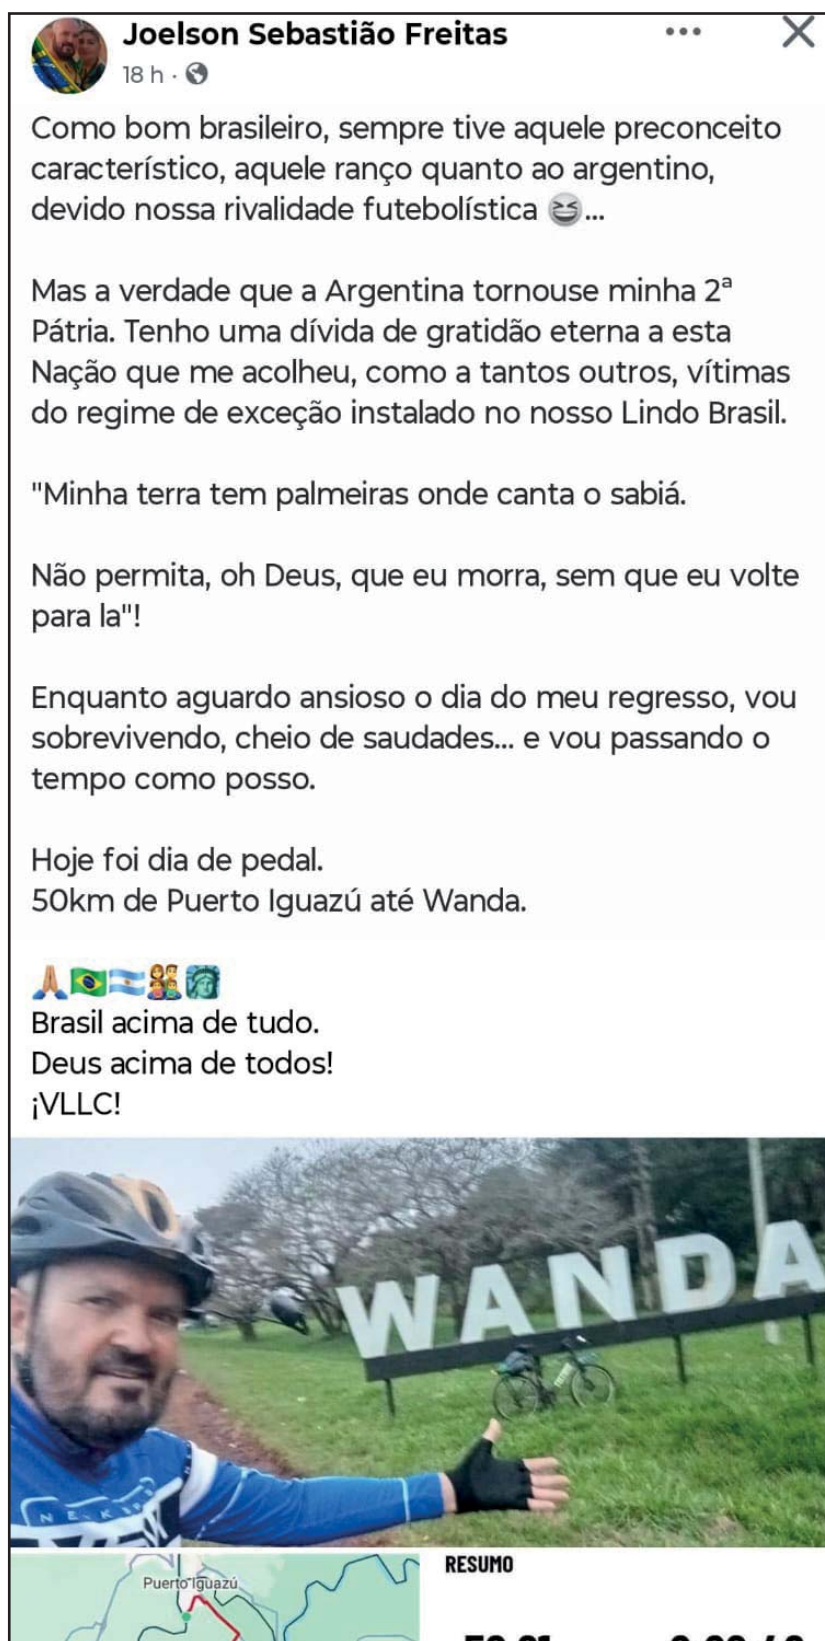 Joelson Sebastião Freitas
18 h ·
Como bom brasileiro, sempre tive aquele preconceito
característico, aquele ranço quanto ao argentino,
devido nossa rivalidade futebolística 😆...
Mas a verdade que a Argentina tornouse minha 2ª
Pátria. Tenho uma dívida de gratidão eterna a esta
Nação que me acolheu, como a tantos outros, vítimas
do regime de exceção instalado no nosso Lindo Brasil.
"Minha terra tem palmeiras onde canta o sabiá.
Não permita, oh Deus, que eu morra, sem que eu volte
para la"!
Enquanto aguardo ansioso o dia do meu regresso, vou
sobrevivendo, cheio de saudades... e vou passando o
tempo como posso.
Hoje foi dia de pedal.
50km de Puerto Iguazú até Wanda.
🙏🏽🇧🇷🇦🇷👨‍👩‍👧‍👦🗽
Brasil acima de tudo.
Deus acima de todos!
¡VLLC!
WANDA
Puerto Iguazú
RESUMO